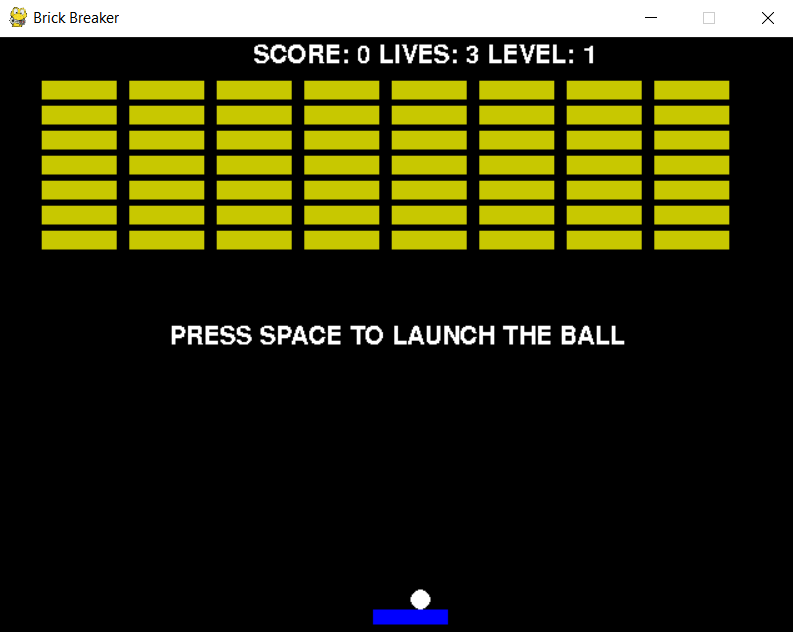 Brick Breaker
SCORE: 0 LIVES: 3 LEVEL: 1
PRESS SPACE TO LAUNCH THE BALL